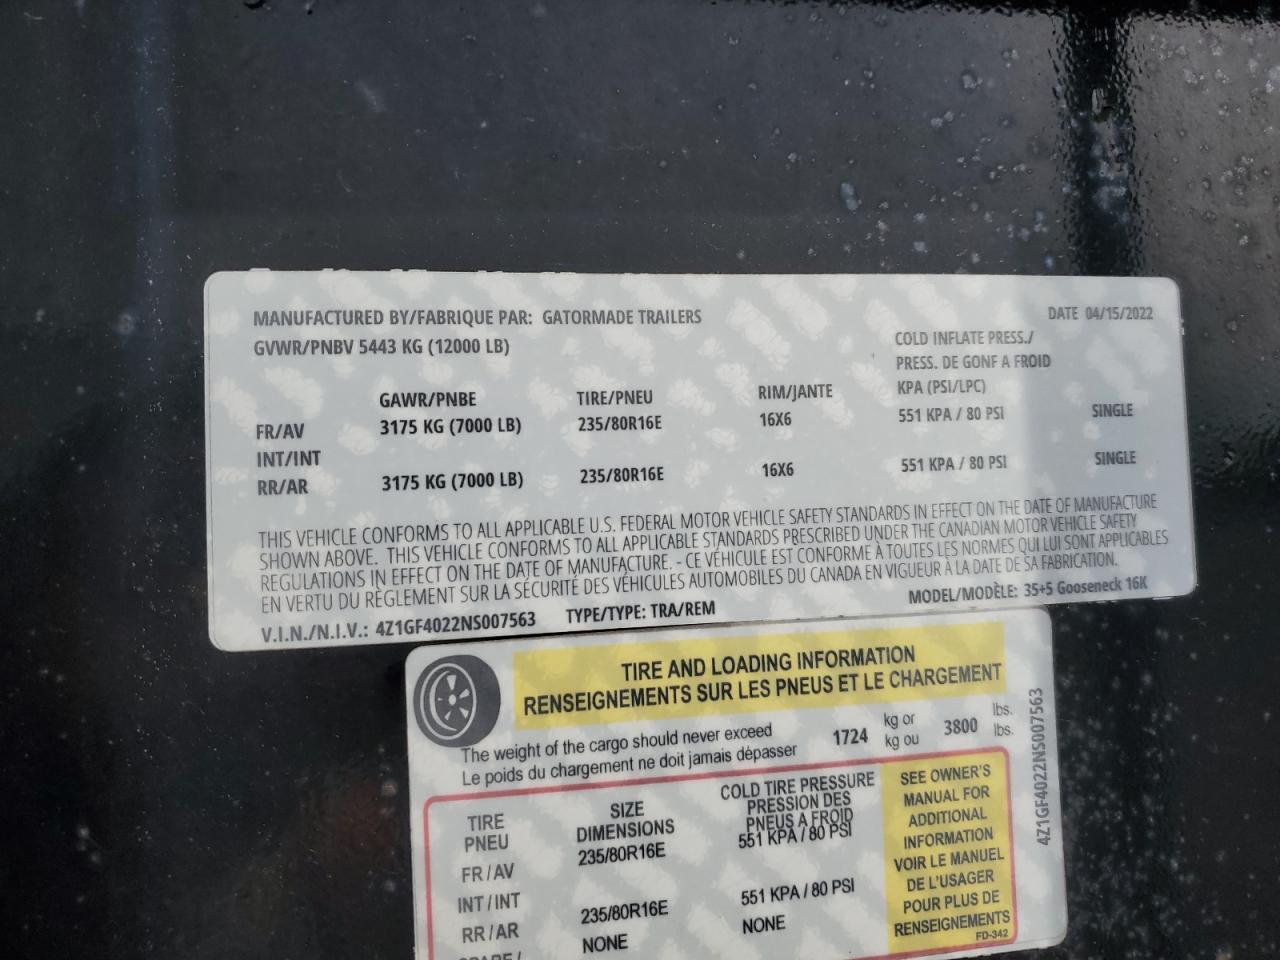 MANUFACTURED BY/FABRIQUE PAR: GATORMADE TRAILERS DATE 04/15/2022
GVWR/PNBV 5443 KG (12000 LB)
COLD INFLATE PRESS./
PRESS. DE GONF A FROID
GAWR/PNBE TIRE/PNEU RIM/JANTE KPA (PSI/LPC)
FR/AV 3175 KG (7000 LB) 235/80R16E 16X6 551 KPA / 80 PSI SINGLE
INT/INT
RR/AR 3175 KG (7000 LB) 235/80R16E 16X6 551 KPA / 80 PSI SINGLE
THIS VEHICLE CONFORMS TO ALL APPLICABLE U.S. FEDERAL MOTOR VEHICLE SAFETY STANDARDS IN EFFECT ON THE DATE OF MANUFACTURE
SHOWN ABOVE. THIS VEHICLE CONFORMS TO ALL APPLICABLE STANDARDS PRESCRIBED UNDER THE CANADIAN MOTOR VEHICLE SAFETY
REGULATIONS IN EFFECT ON THE DATE OF MANUFACTURE. - CE VÉHICULE EST CONFORME À TOUTES LES NORMES QUI LUI SONT APPLICABLES
EN VERTU DU RÈGLEMENT SUR LA SÉCURITÉ DES VÉHICULES AUTOMOBILES DU CANADA EN VIGUEUR À LA DATE DE SA FABRICATION.
V.I.N./N.I.V.: 4Z1GF4022NS007563 TYPE/TYPE: TRA/REM MODEL/MODÈLE: 35+5 Gooseneck 16K
TIRE AND LOADING INFORMATION
RENSEIGNEMENTS SUR LES PNEUS ET LE CHARGEMENT
The weight of the cargo should never exceed 1724 kg or 3800 lbs.
Le poids du chargement ne doit jamais dépasser kg ou lbs.
TIRE SIZE COLD TIRE PRESSURE
PNEU DIMENSIONS PRESSION DES
PNEUS A FROID
FR / AV 235/80R16E 551 KPA / 80 PSI
INT / INT
RR / AR 235/80R16E 551 KPA / 80 PSI
SPARE / NONE NONE
SEE OWNER'S
MANUAL FOR
ADDITIONAL
INFORMATION
VOIR LE MANUEL
DE L'USAGER
POUR PLUS DE
RENSEIGNEMENTS
FD-342
4Z1GF4022NS007563